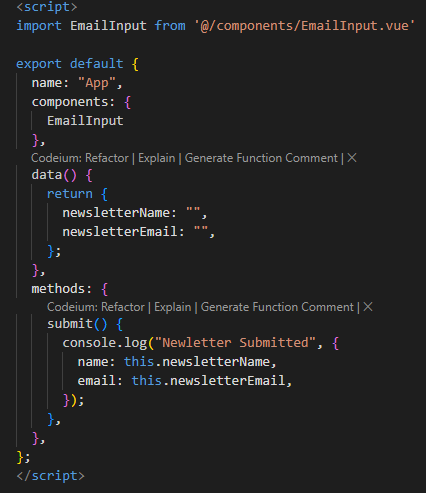 <script>
import EmailInput from '@/components/EmailInput.vue'
export default {
name: "App",
components: {
EmailInput
},
Codeium: Refactor | Explain | Generate Function Comment | ×
data() {
return {
newsletterName: "",
newsletterEmail: "",
};
},
methods: {
Codeium: Refactor | Explain | Generate Function Comment | ×
submit() {
console.log("Newletter Submitted", {
name: this.newsletterName,
email: this.newsletterEmail,
});
},
},
};
</script>